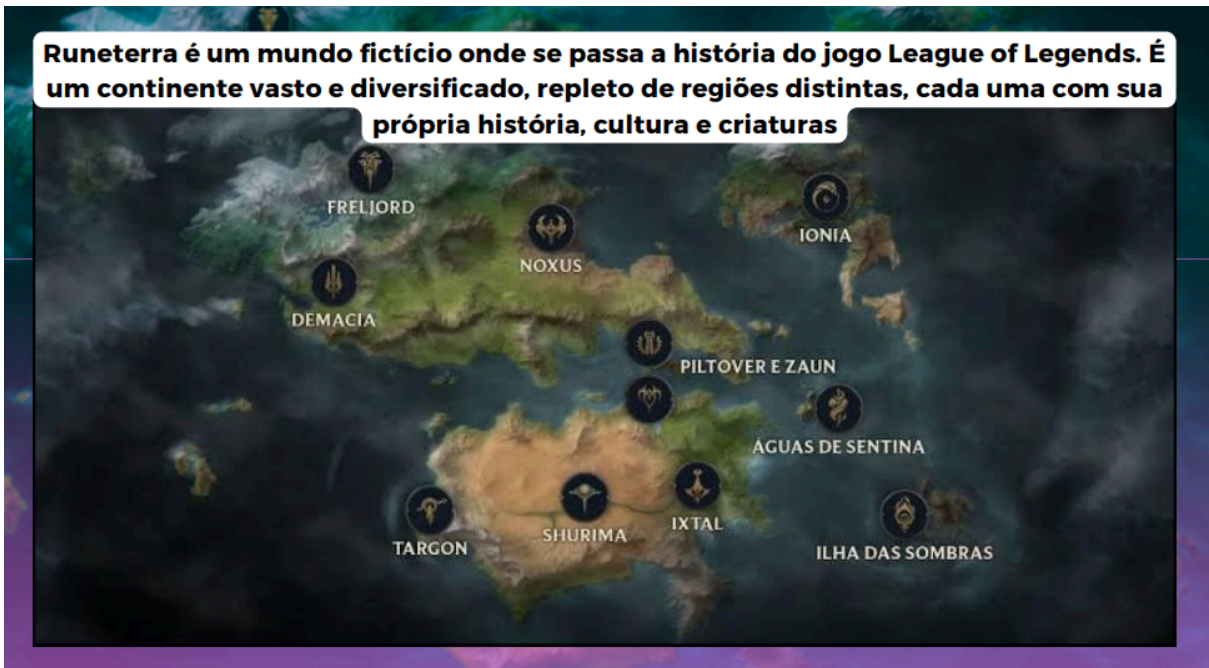 Runeterra é um mundo fictício onde se passa a história do jogo League of Legends. É
um continente vasto e diversificado, repleto de regiões distintas, cada uma com sua
própria história, cultura e criaturas
FRELJORD
IONIA
NOXUS
DEMACIA
PILTOVER E ZAUN
ÁGUAS DE SENTINA
IXTAL
SHURIMA
TARGON
ILHA DAS SOMBRAS